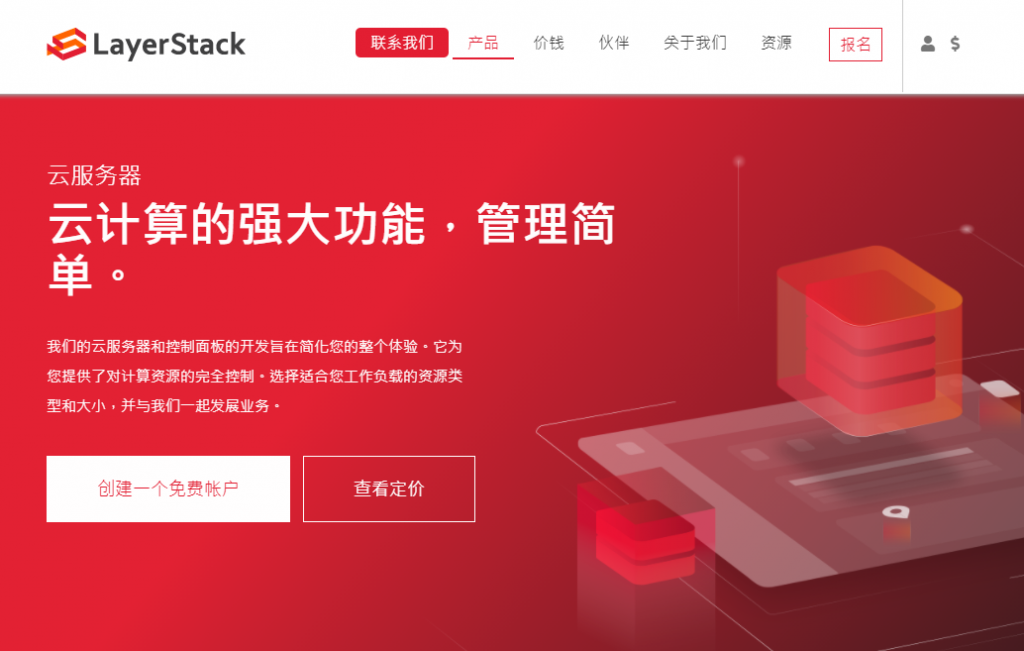 LayerStack
联系我们 产品 价钱 伙伴 关于我们 资源 报名 $
云服务器
云计算的强大功能，管理简
单。
我们的云服务器和控制面板的开发旨在简化您的整个体验。它为
您提供了对计算资源的完全控制。选择适合您工作负载的资源类
型和大小，并与我们一起发展业务。
创建一个免费帐户 查看定价